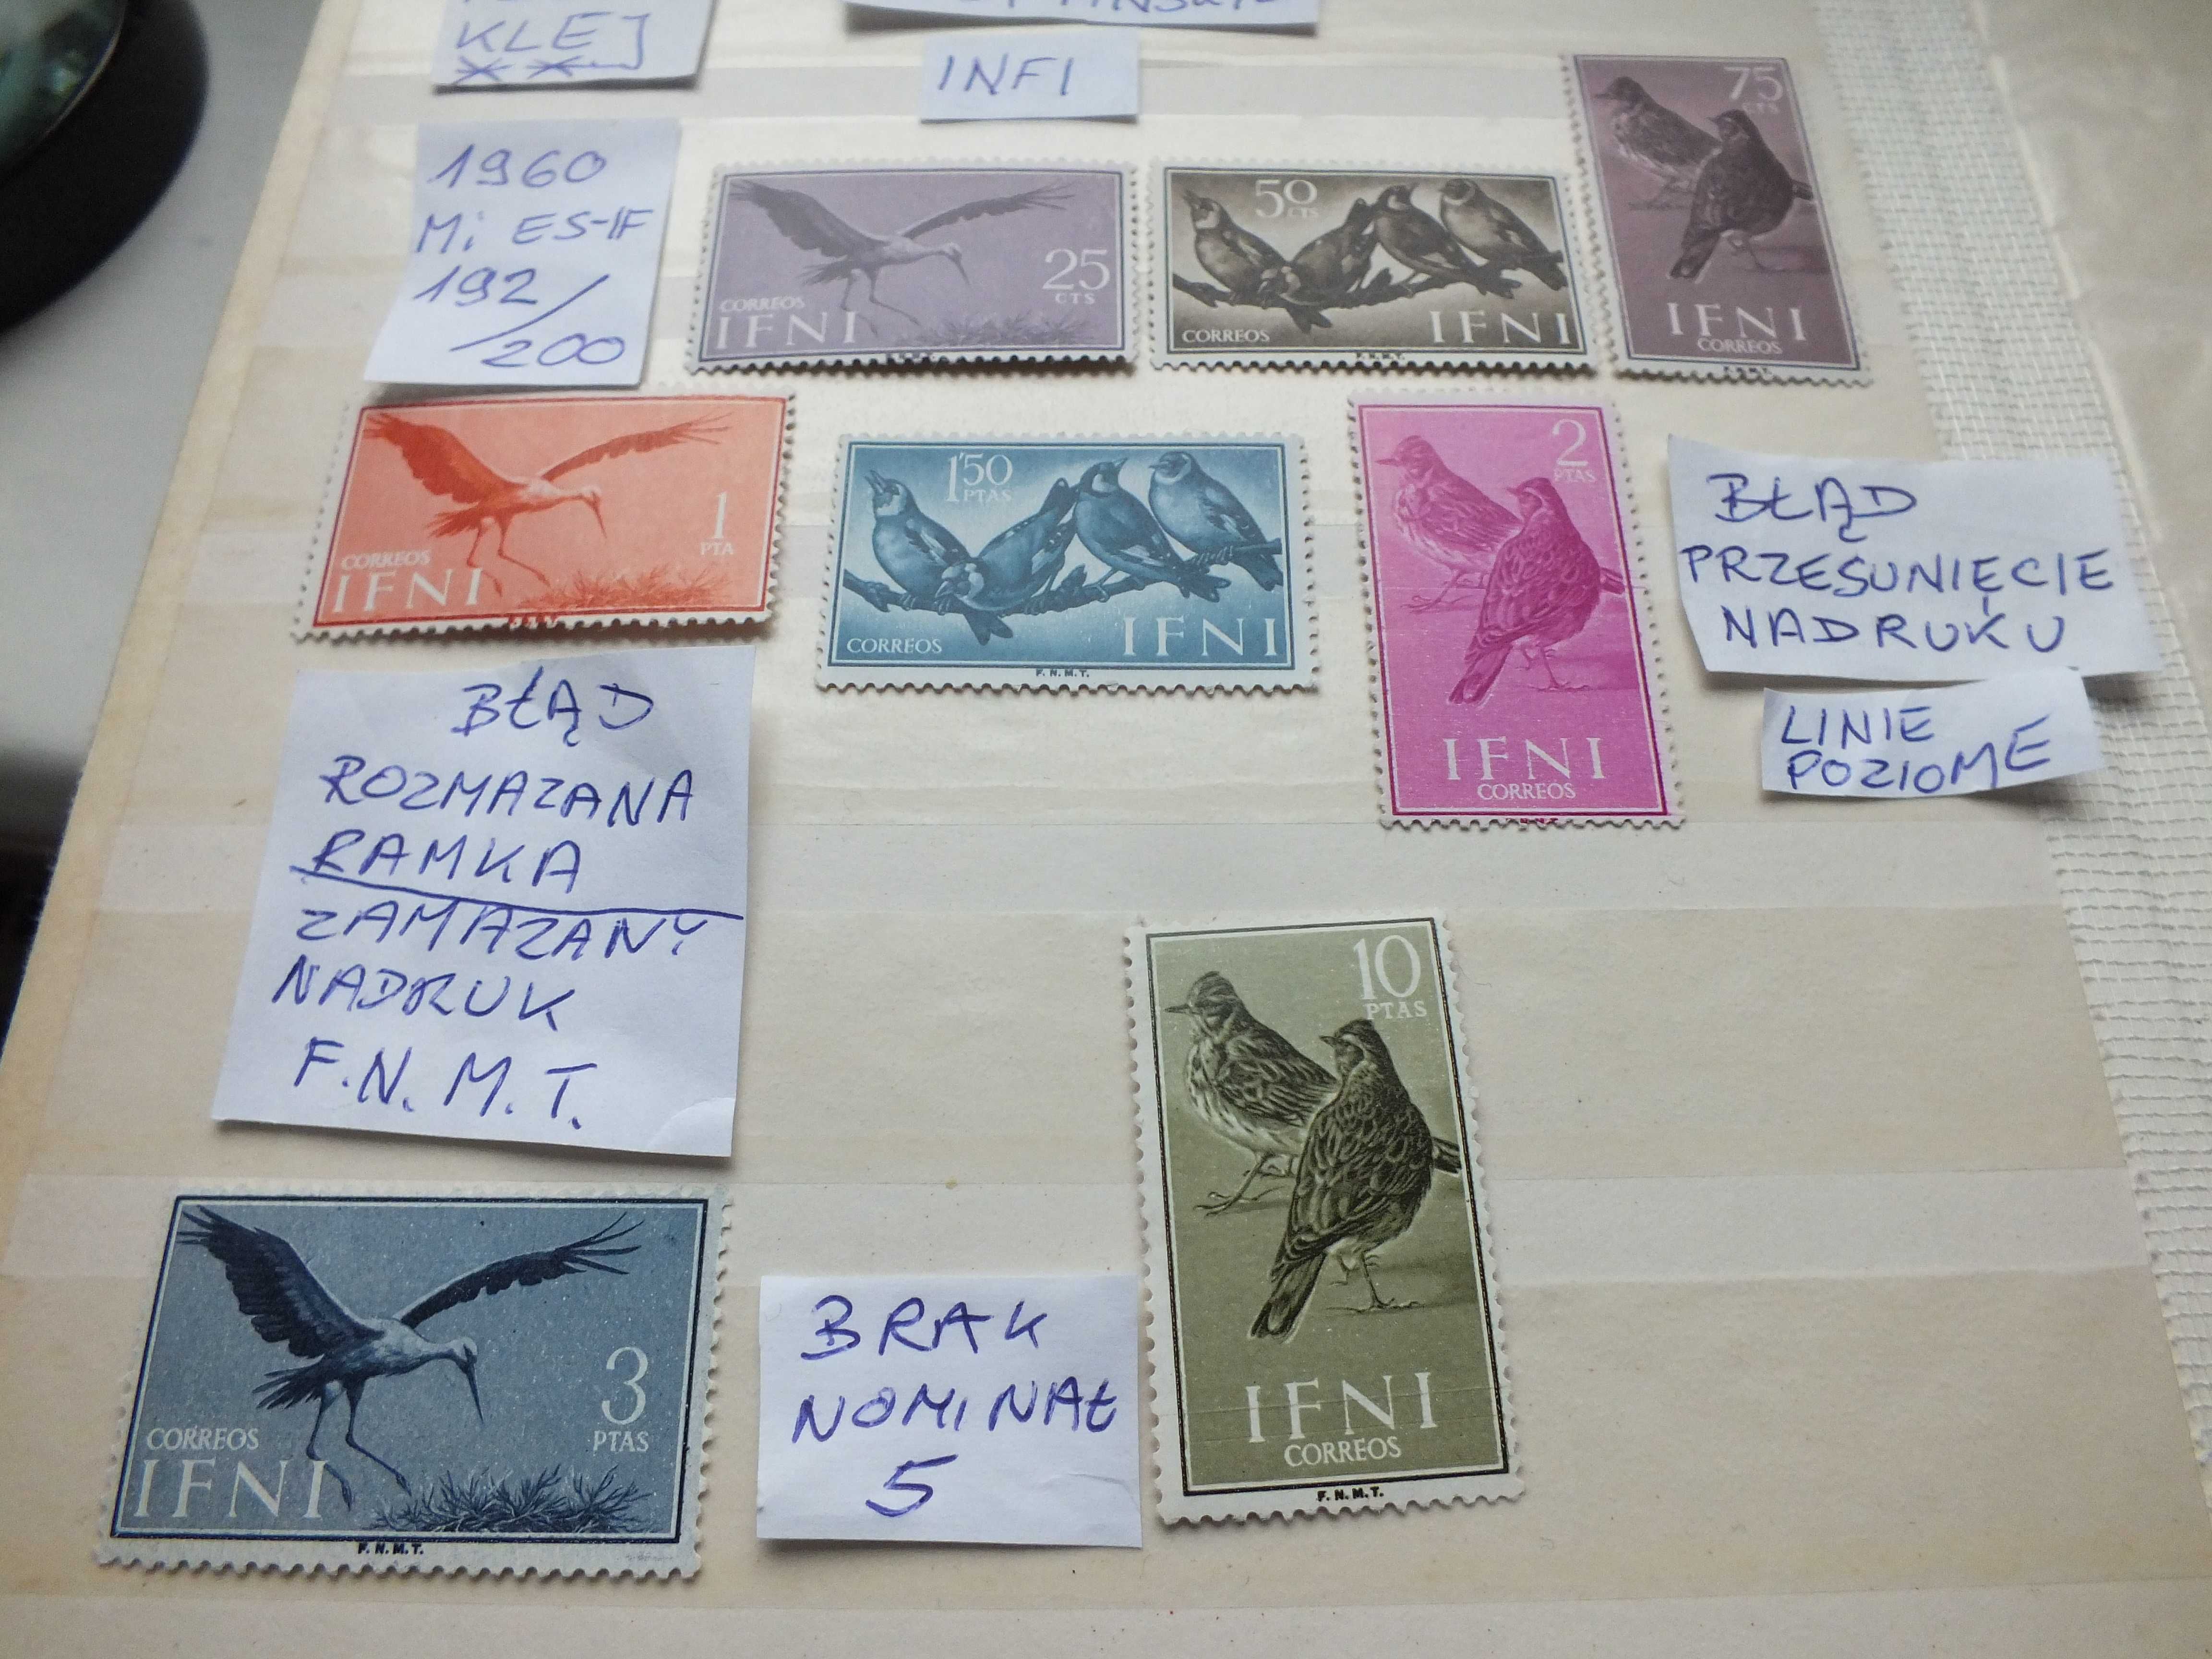 KLEJ
INFI
1960
Mi ES-IF
192/
/200
25
CTS
CORREOS
IFNI
50
CTS
CORREOS
IFNI
F.N.M.T.
75
CTS
IFNI
CORREOS
1
PTA
CORREOS
IFNI
1'50
PTAS
CORREOS
IFNI
F.N.M.T.
2
PTAS
IFNI
CORREOS
BŁĄD
PRZESUNIĘCIE
NADRUKU
LINIE
POZIOME
BŁĄD
ROZMAZANA
RAMKA
ZAMAZANY
NADRUK
F.N.M.T.
10
PTAS
IFNI
CORREOS
F.N.M.T.
3
PTAS
CORREOS
IFNI
F.N.M.T.
BRAK
NOMINAŁ
5